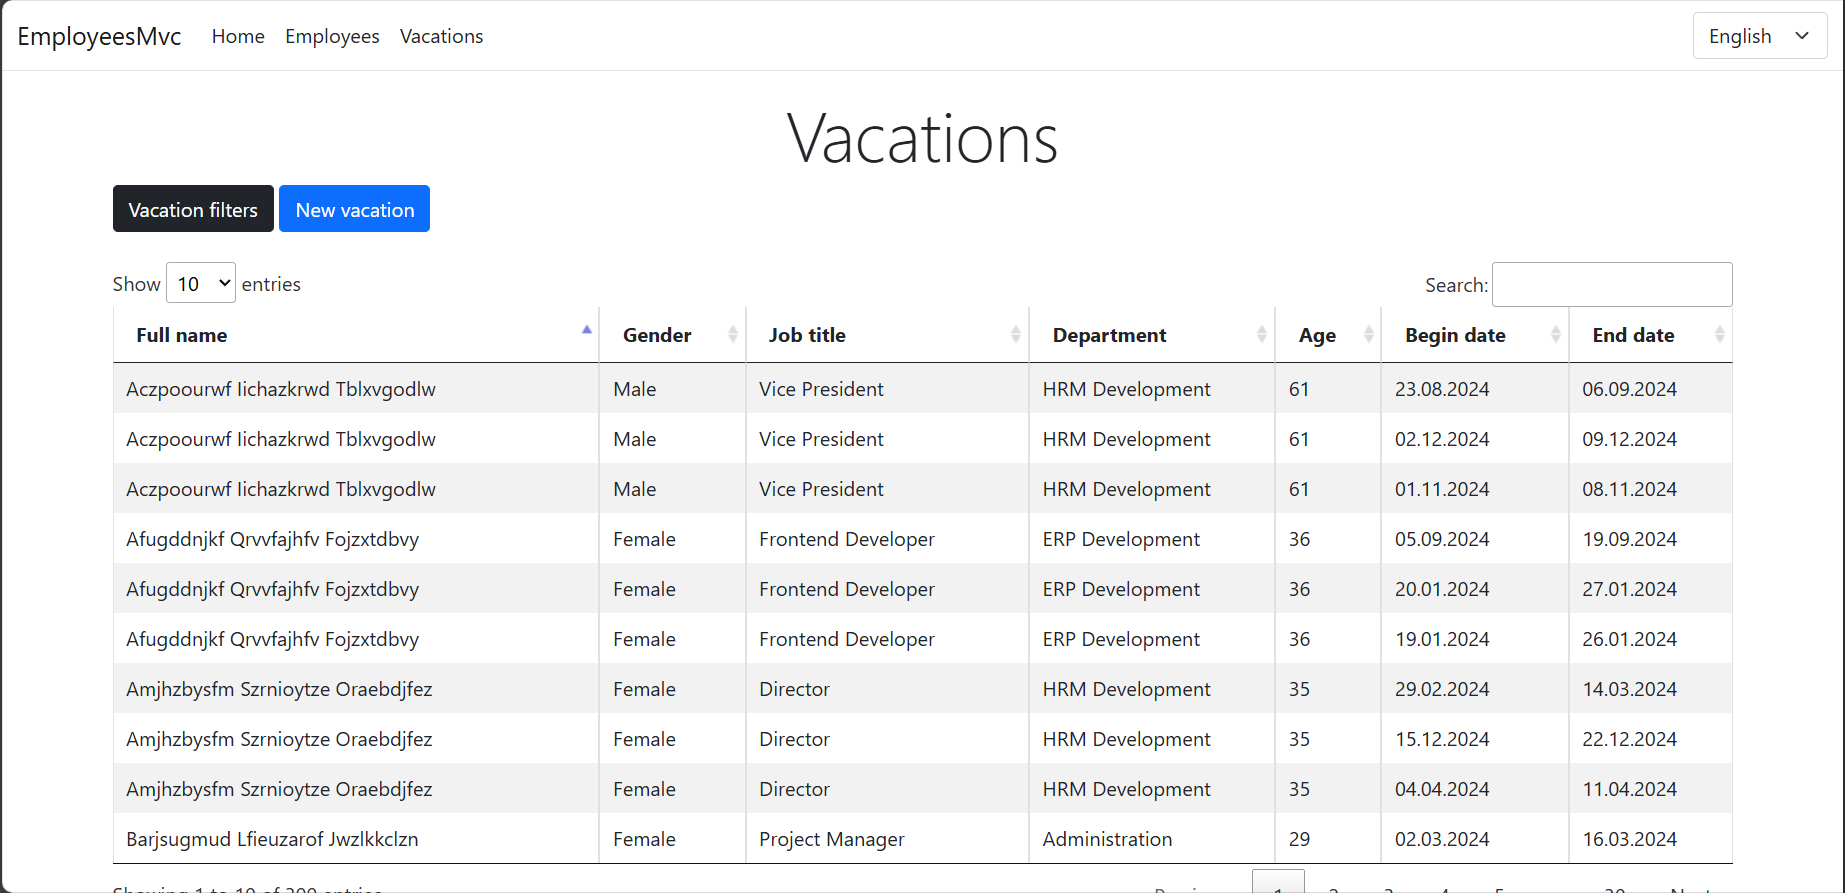 EmployeesMvc Home Employees Vacations English
Vacations
Vacation filters New vacation
Show 10 entries Search:
Full name Gender Job title Department Age Begin date End date
Aczpoourwf Iichazkrwd Tblxvgodlw Male Vice President HRM Development 61 23.08.2024 06.09.2024
Aczpoourwf Iichazkrwd Tblxvgodlw Male Vice President HRM Development 61 02.12.2024 09.12.2024
Aczpoourwf Iichazkrwd Tblxvgodlw Male Vice President HRM Development 61 01.11.2024 08.11.2024
Afugddnjkf Qrvvfajhfv Fojzxtdbvy Female Frontend Developer ERP Development 36 05.09.2024 19.09.2024
Afugddnjkf Qrvvfajhfv Fojzxtdbvy Female Frontend Developer ERP Development 36 20.01.2024 27.01.2024
Afugddnjkf Qrvvfajhfv Fojzxtdbvy Female Frontend Developer ERP Development 36 19.01.2024 26.01.2024
Amjhzbysfm Szrnioytze Oraebdjfez Female Director HRM Development 35 29.02.2024 14.03.2024
Amjhzbysfm Szrnioytze Oraebdjfez Female Director HRM Development 35 15.12.2024 22.12.2024
Amjhzbysfm Szrnioytze Oraebdjfez Female Director HRM Development 35 04.04.2024 11.04.2024
Barjsugmud Lfieuzarof Jwzlkkclzn Female Project Manager Administration 29 02.03.2024 16.03.2024